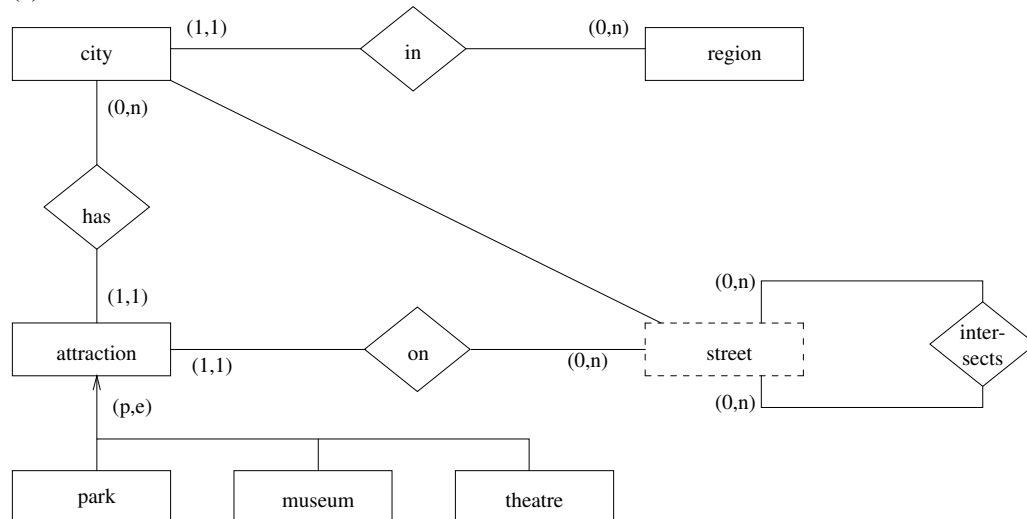 city
(1,1)
in
(0,n)
region
(0,n)
has
(1,1)
attraction
(1,1)
on
(0,n)
street
(0,n)
(0,n)
inter-
sects
(p,e)
park
museum
theatre